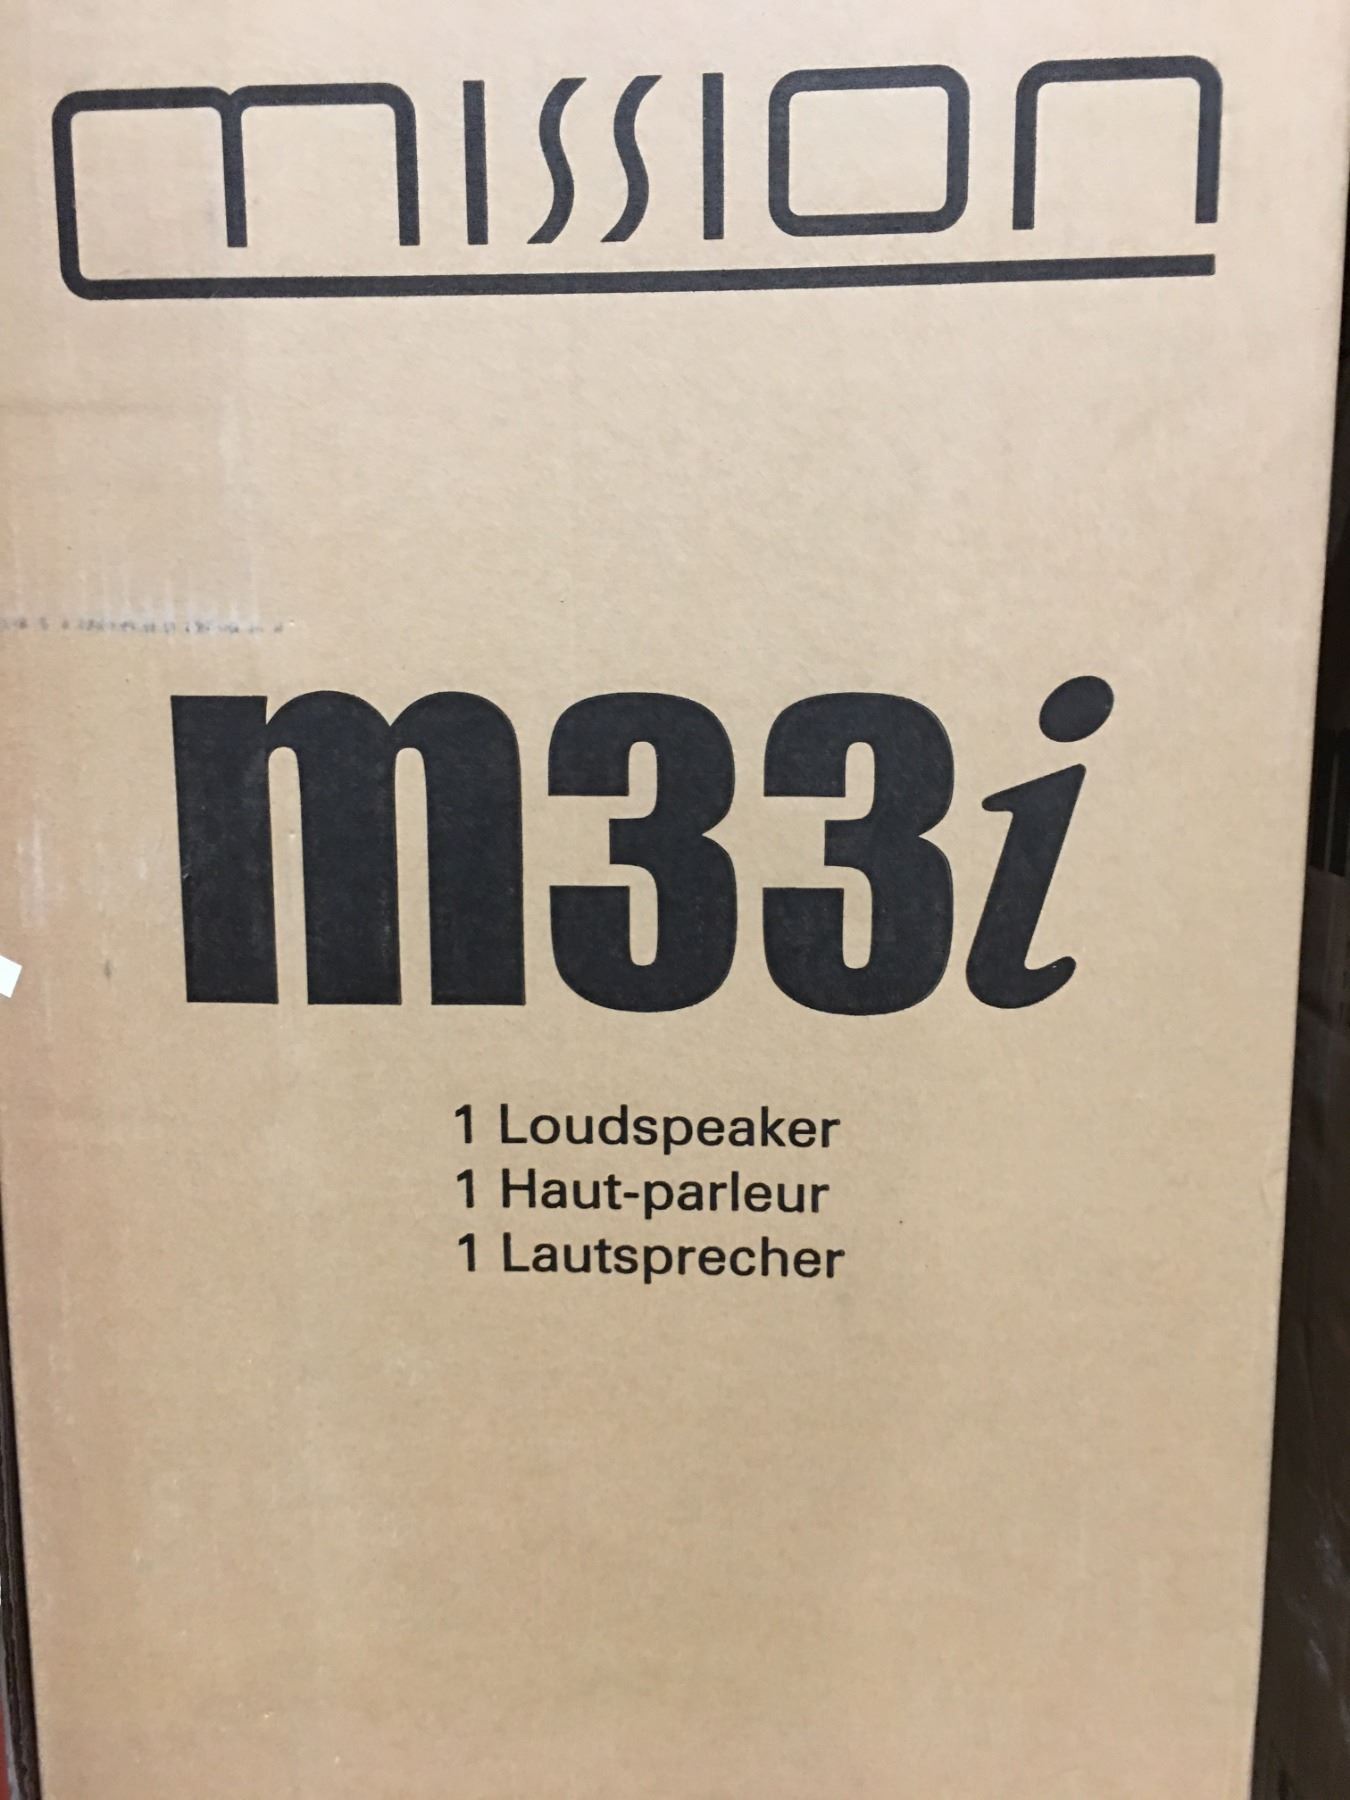 mission
m33i
1 Loudspeaker
1 Haut-parleur
1 Lautsprecher